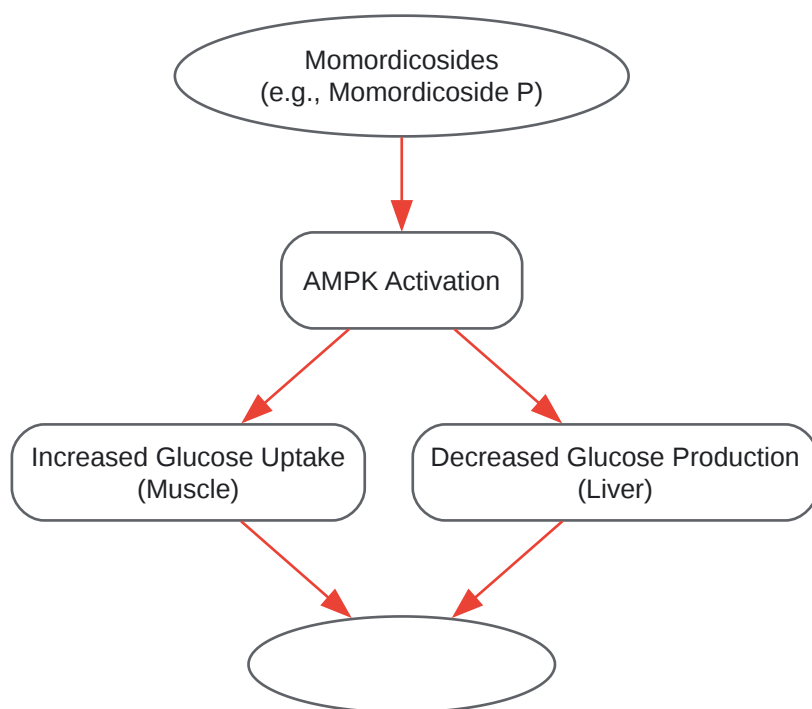 Momordicosides
(e.g., Momordicoside P)
AMPK Activation
Increased Glucose Uptake
(Muscle)
Decreased Glucose Production
(Liver)